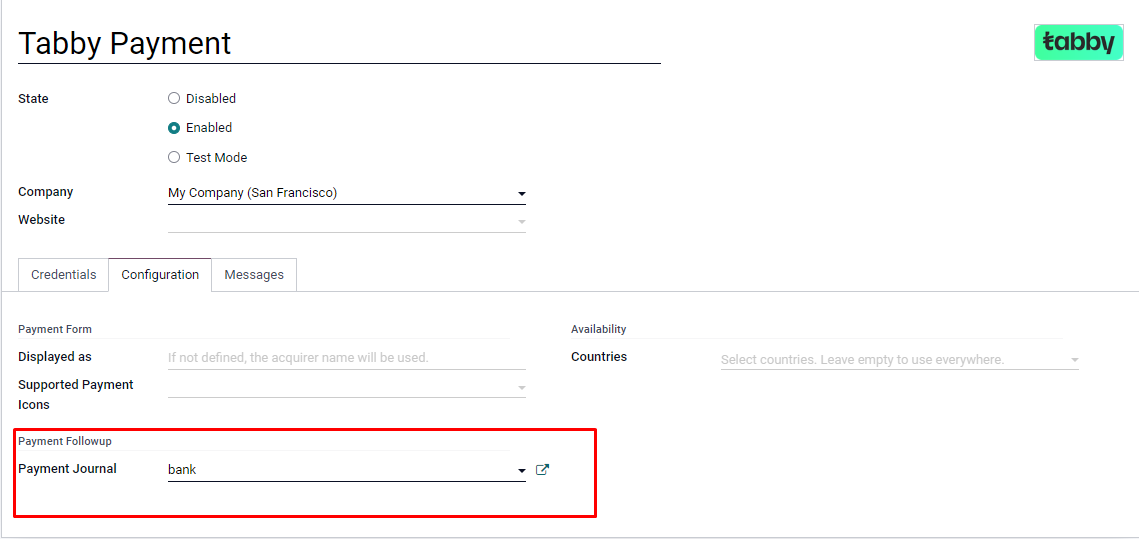 Tabby Payment
tabby
State
Disabled
Enabled
Test Mode
Company
My Company (San Francisco)
Website
Credentials
Configuration
Messages
Payment Form
Displayed as
If not defined, the acquirer name will be used.
Supported Payment
Icons
Availability
Countries
Select countries. Leave empty to use everywhere.
Payment Followup
Payment Journal
bank